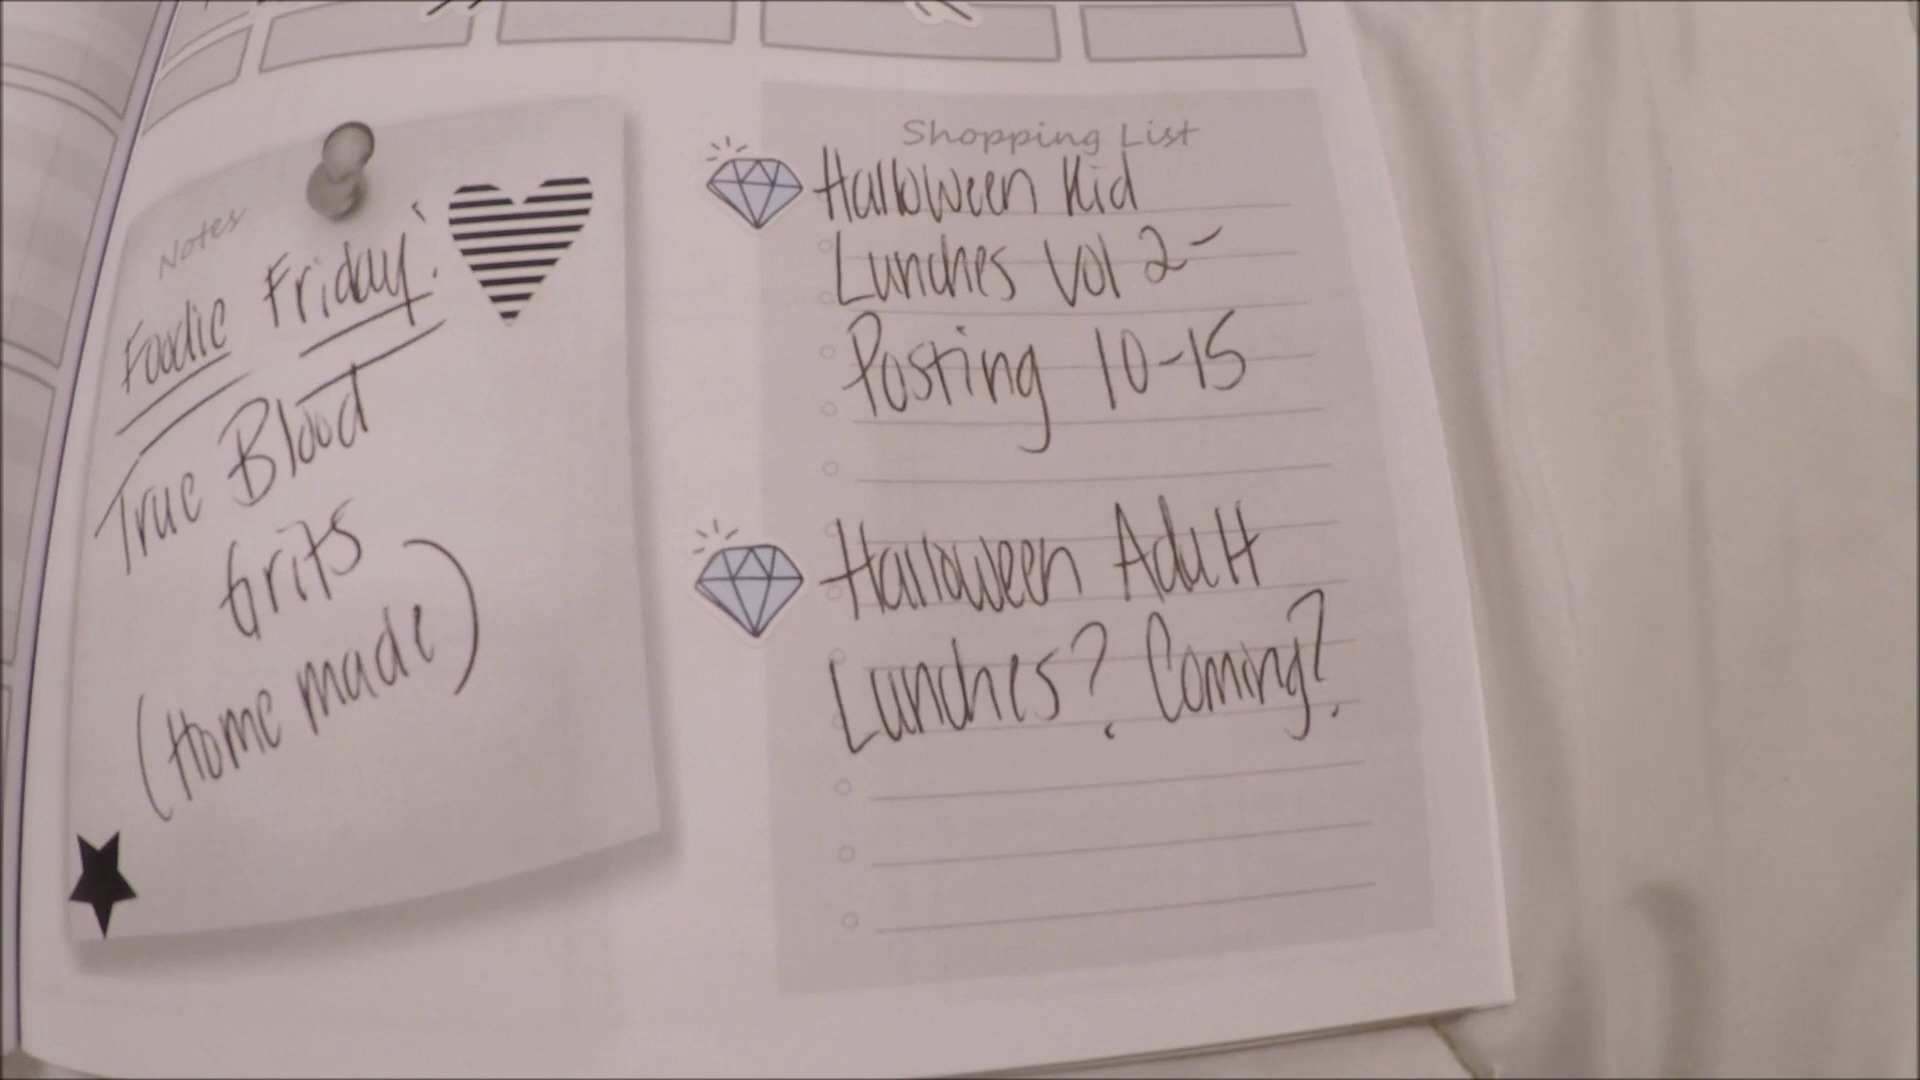 Notes
Foodie Friday!
True Blood
Grits
(Home made)
Shopping List
Halloween Kid
Lunches Vol 2-
Posting 10-15
Halloween Adult
Lunches? Coming?